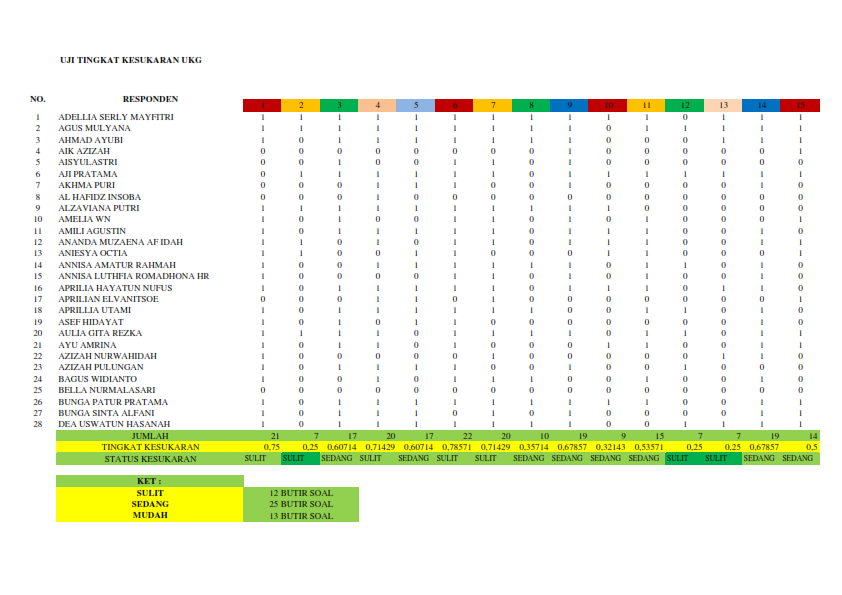 UJI TINGKAT KESUKARAN UKG
NO. RESPONDEN 1 2 3 4 5 6 7 8 9 10 11 12 13 14 15
1 ADELLIA SERLY MAYFITRI 1 1 1 1 1 1 1 1 1 1 1 0 1 1 1
2 AGUS MULYANA 1 1 1 1 1 1 1 1 1 0 1 1 1 1 1
3 AHMAD AYUBI 1 0 1 1 1 1 1 1 1 0 0 0 1 1 1
4 AIK AZIZAH 0 0 0 0 0 0 0 0 0 0 0 0 0 0 1
5 AISYULASTRI 0 0 1 0 0 1 1 0 1 0 0 0 0 0 0
6 AJI PRATAMA 0 1 1 1 1 1 1 0 1 1 1 1 1 1 1
7 AKHMA PURI 0 0 0 1 1 1 0 0 1 0 0 0 0 1 0
8 AL HAFIDZ INSOBA 0 0 0 1 0 0 0 0 0 0 0 0 0 0 0
9 ALZAVIANA PUTRI 1 1 1 1 1 1 1 1 1 1 0 0 0 0 0
10 AMELIA WN 1 0 1 0 0 1 1 0 1 0 1 0 0 0 1
11 AMILI AGUSTIN 1 0 1 1 1 1 1 0 1 1 1 0 0 1 0
12 ANANDA MUZAENA AF IDAH 1 1 0 1 0 1 1 0 1 1 1 0 0 1 1
13 ANIESYA OCTIA 1 1 0 0 1 1 0 0 0 1 0 0 0 0 1
14 ANNISA AMATUR RAHMAH 1 0 0 1 1 1 1 1 1 0 1 1 0 1 0
15 ANNISA LUTHFIA ROMADHONA HR 1 0 0 0 0 1 1 0 1 0 1 0 0 1 0
16 APRILIA HAYATUN NUFUS 1 0 1 1 1 1 1 0 1 1 1 0 1 1 0
17 APRILIAN ELVANITSOE 0 0 0 1 1 0 1 0 0 0 0 0 0 0 1
18 APRILLIA UTAMI 1 0 1 1 1 1 1 1 1 0 1 1 0 1 0
19 ASEF HIDAYAT 1 0 1 0 1 1 0 0 0 0 0 0 0 0 0
20 AULIA GITA REZKA 1 1 1 1 0 1 1 1 1 0 1 0 0 1 1
21 AYU AMRINA 1 0 1 1 1 1 1 0 0 1 1 0 0 1 1
22 AZIZAH NURWAHIDAH 1 0 0 0 0 0 1 0 0 0 0 0 1 1 0
23 AZIZAH PULUNGAN 1 0 1 1 1 1 0 1 1 0 0 1 0 0 0
24 BAGUS WIDIANTO 1 0 0 1 0 1 1 1 0 0 1 0 0 1 0
25 BELLA NURMALASARI 0 0 0 0 0 0 0 0 0 0 0 0 0 0 0
26 BUNGA PATUR PRATAMA 1 0 1 1 1 1 0 0 1 1 1 0 0 1 1
27 BUNGA SINTA ALFANI 1 0 1 1 1 0 1 0 1 0 0 0 0 1 1
28 DEA USWATUN HASANAH 1 0 1 1 1 1 0 1 1 0 0 1 1 1 0
JUMLAH 21 7 17 20 17 22 20 10 19 9 15 7 7 19 14
TINGKAT KESUKARAN 0,75 0,25 0,60714 0,71429 0,60714 0,78571 0,71429 0,35714 0,67857 0,32143 0,53571 0,25 0,25 0,67857 0,5
STATUS KESUKARAN SULIT SULIT SEDANG SULIT SEDANG SULIT SULIT SEDANG SEDANG SEDANG SEDANG SULIT SULIT SEDANG SEDANG
KET :
SULIT 12 BUTIR SOAL
SEDANG 25 BUTIR SOAL
MUDAH 13 BUTIR SOAL